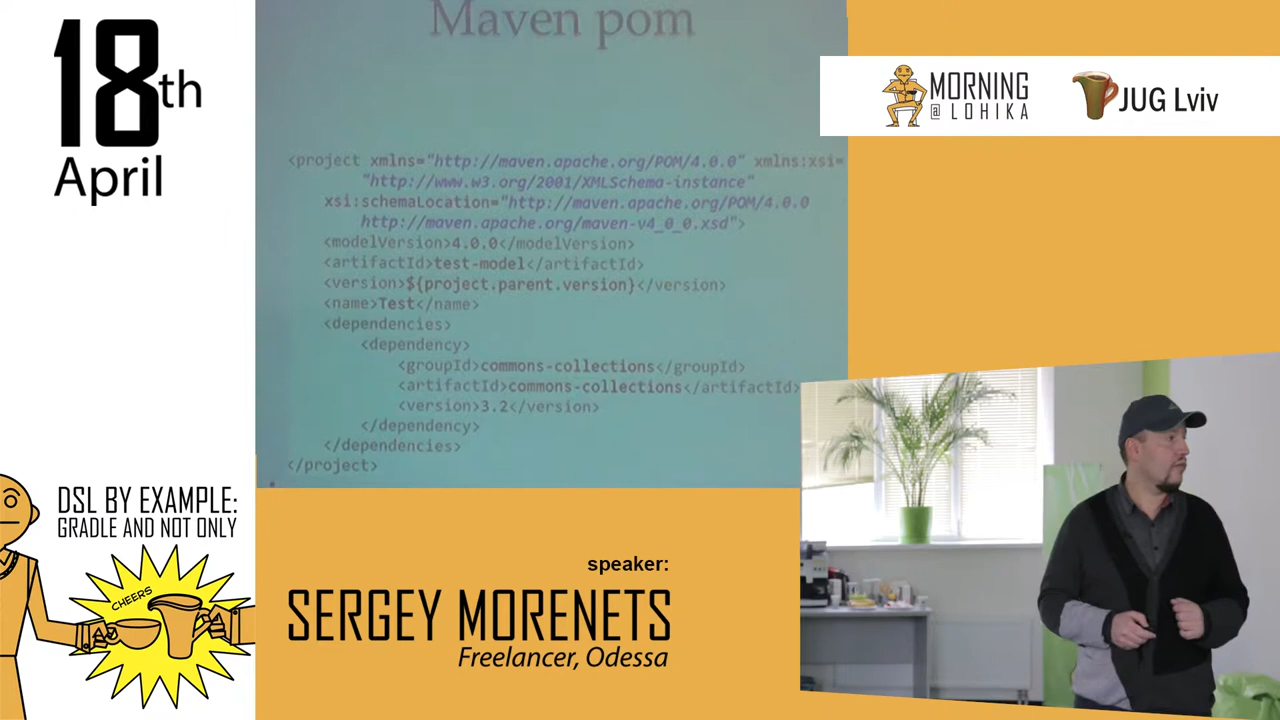 18th
April
Maven pom
MORNING
@LOHIKA
JUG Lviv
<project xmlns="http://maven.apache.org/POM/4.0.0" xmlns:xsi=
"http://www.w3.org/2001/XMLSchema-instance"
xsi:schemaLocation="http://maven.apache.org/POM/4.0.0
http://maven.apache.org/maven-v4_0_0.xsd">
<modelVersion>4.0.0</modelVersion>
<artifactId>test-model</artifactId>
<version>${project.parent.version}</version>
<name>Test</name>
<dependencies>
<dependency>
<groupId>commons-collections</groupId>
<artifactId>commons-collections</artifactId>
<version>3.2</version>
</dependency>
</dependencies>
</project>
DSL BY EXAMPLE:
GRADLE AND NOT ONLY
CHEERS
speaker:
SERGEY MORENETS
Freelancer, Odessa